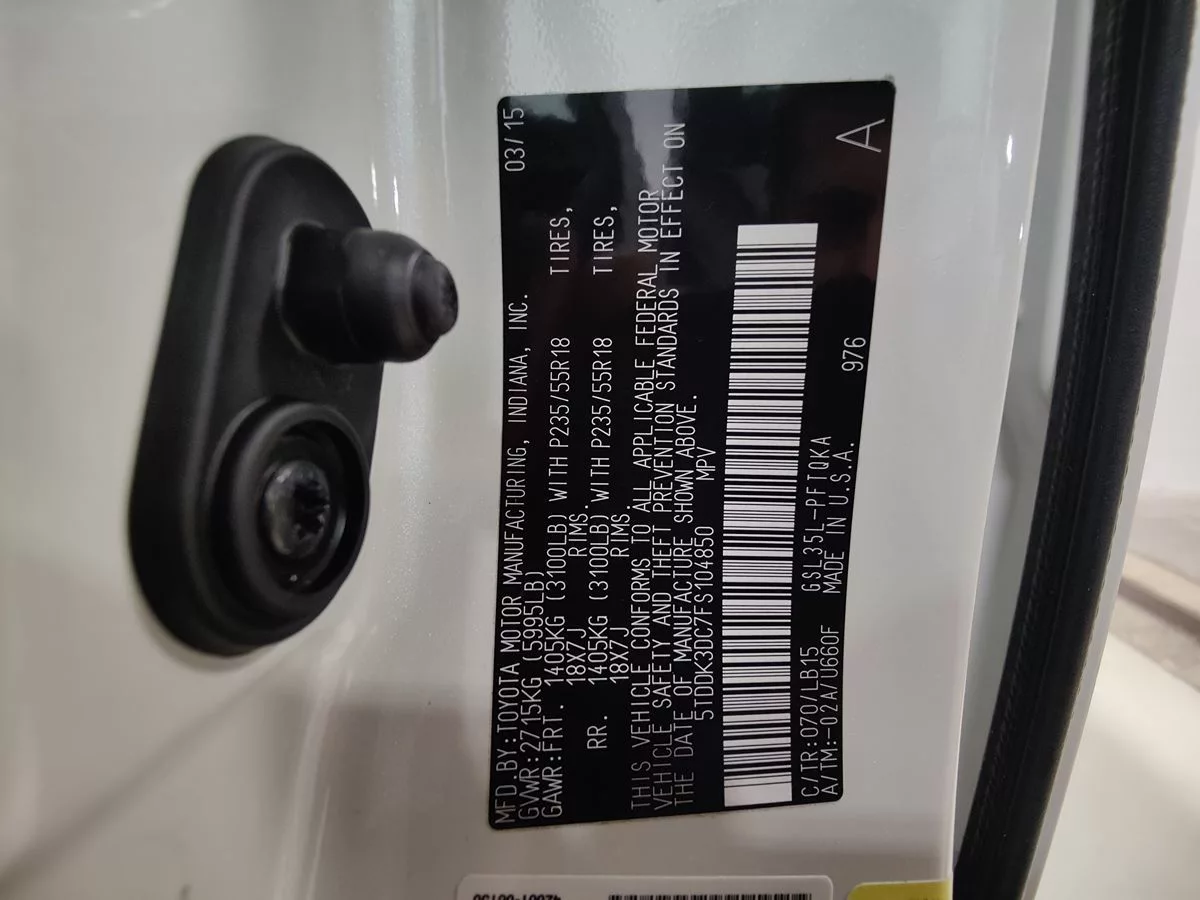 MFD.BY:TOYOTA MOTOR MANUFACTURING, INDIANA, INC. 03/15
GVWR:2715KG (5995LB)
GAWR:FRT. 1405KG (3100LB) WITH P235/55R18 TIRES,
18X7J RIMS.
RR. 1405KG (3100LB) WITH P235/55R18 TIRES,
18X7J RIMS.
THIS VEHICLE CONFORMS TO ALL APPLICABLE FEDERAL MOTOR
VEHICLE SAFETY AND THEFT PREVENTION STANDARDS IN EFFECT ON
THE DATE OF MANUFACTURE SHOWN ABOVE.
5TDDK3DC7FS104850 MPV
A
C/TR:070/LB15 GSL35L-PFTQKA 976
A/TM:-02A/U660F MADE IN U.S.A.